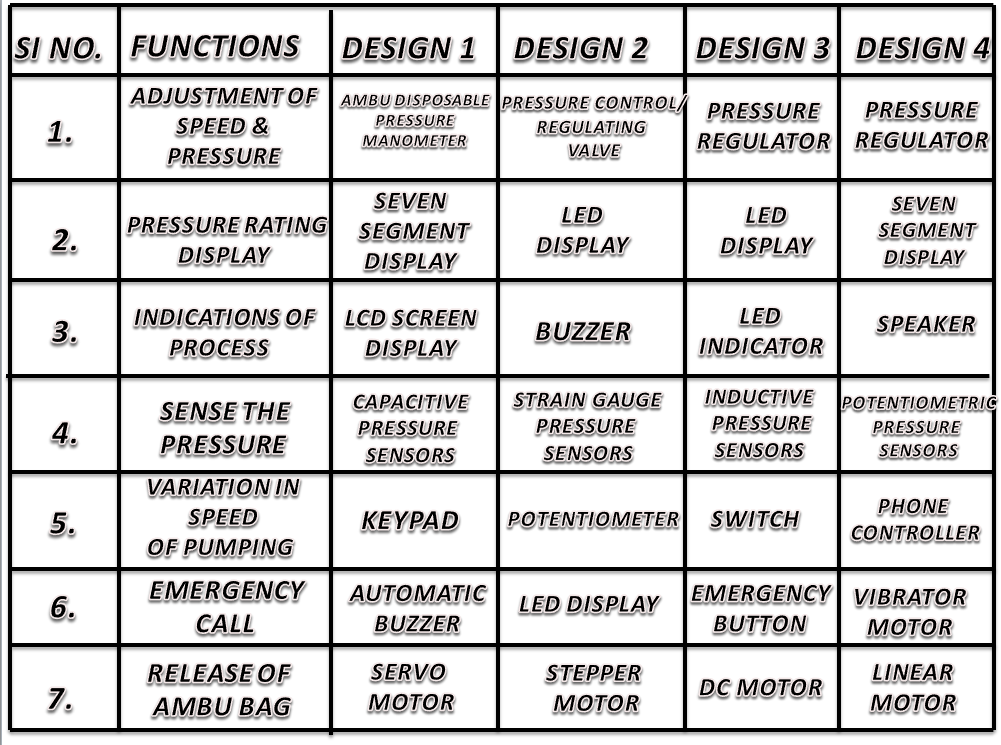 SI NO. FUNCTIONS DESIGN 1 DESIGN 2 DESIGN 3 DESIGN 4
1.
ADJUSTMENT OF
SPEED &
PRESSURE
AMBU DISPOSABLE
PRESSURE
MANOMETER
PRESSURE CONTROL/
REGULATING
VALVE
PRESSURE
REGULATOR
PRESSURE
REGULATOR
2.
PRESSURE RATING
DISPLAY
SEVEN
SEGMENT
DISPLAY
LED
DISPLAY
LED
DISPLAY
SEVEN
SEGMENT
DISPLAY
3.
INDICATIONS OF
PROCESS
LCD SCREEN
DISPLAY
BUZZER
LED
INDICATOR
SPEAKER
4.
SENSE THE
PRESSURE
CAPACITIVE
PRESSURE
SENSORS
STRAIN GAUGE
PRESSURE
SENSORS
INDUCTIVE
PRESSURE
SENSORS
POTENTIOMETRIC
PRESSURE
SENSORS
5.
VARIATION IN
SPEED
OF PUMPING
KEYPAD
POTENTIOMETER
SWITCH
PHONE
CONTROLLER
6.
EMERGENCY
CALL
AUTOMATIC
BUZZER
LED DISPLAY
EMERGENCY
BUTTON
VIBRATOR
MOTOR
7.
RELEASE OF
AMBU BAG
SERVO
MOTOR
STEPPER
MOTOR
DC MOTOR
LINEAR
MOTOR